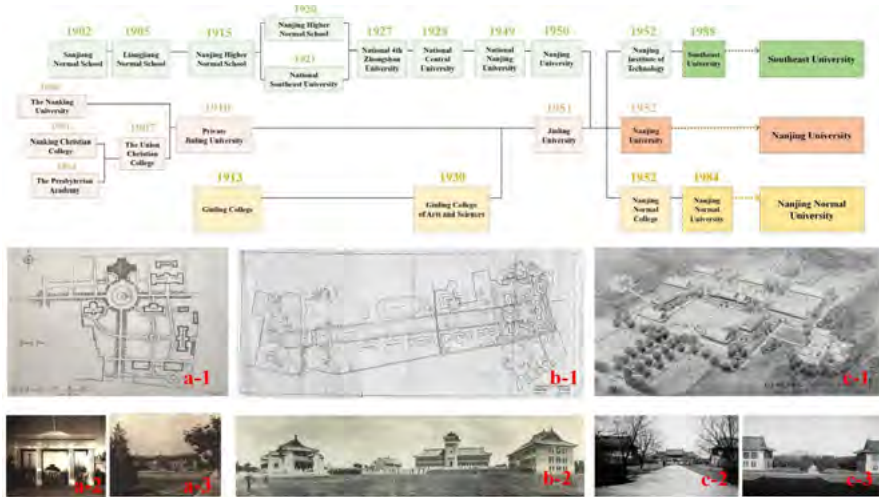 1920
Nanjing Higher
Normal School
1902
Sanjiang
Normal School
1905
Liangjiang
Normal School
1915
Nanjing Higher
Normal School
1921
National
Southeast University
1927
National 4th
Zhongshan
University
1928
National
Central
University
1949
National
Nanjing
University
1950
Nanjing
University
1952
Nanjing
Institute of
Technology
1988
Southeast
University
Southeast University
The Nanking
University
Nanking Christian
College
The Presbyterian
Academy
The Union
Christian
College
1910
Private
Jinling University
1951
Jinling
University
1952
Nanjing
University
Nanjing University
1913
Ginling College
1930
Ginling College
of Arts and Sciences
1952
Nanjing
Normal
College
1984
Nanjing
Normal
University
Nanjing Normal
University
a-1
b-1
c-1
a-2
a-3
b-2
c-2
c-3